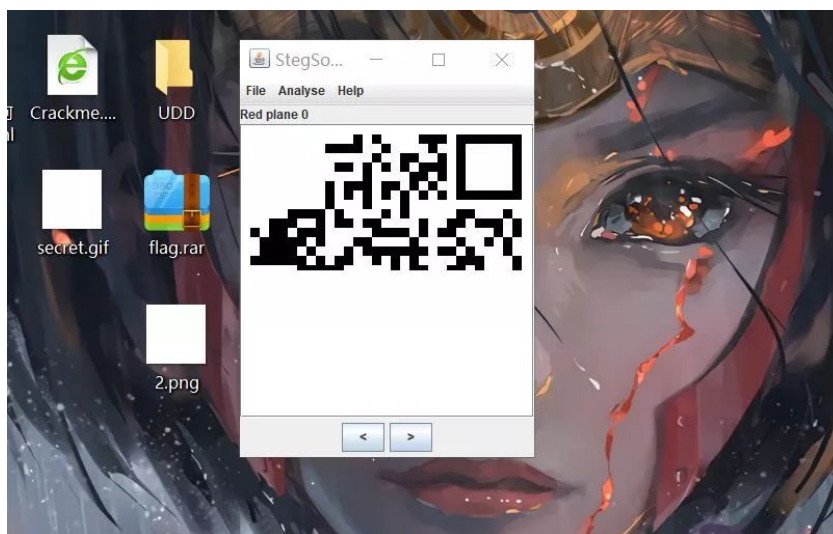 StegSo...
File Analyse Help
Red plane 0
Crackme....
UDD
secret.gif
flag.rar
2.png
<
>